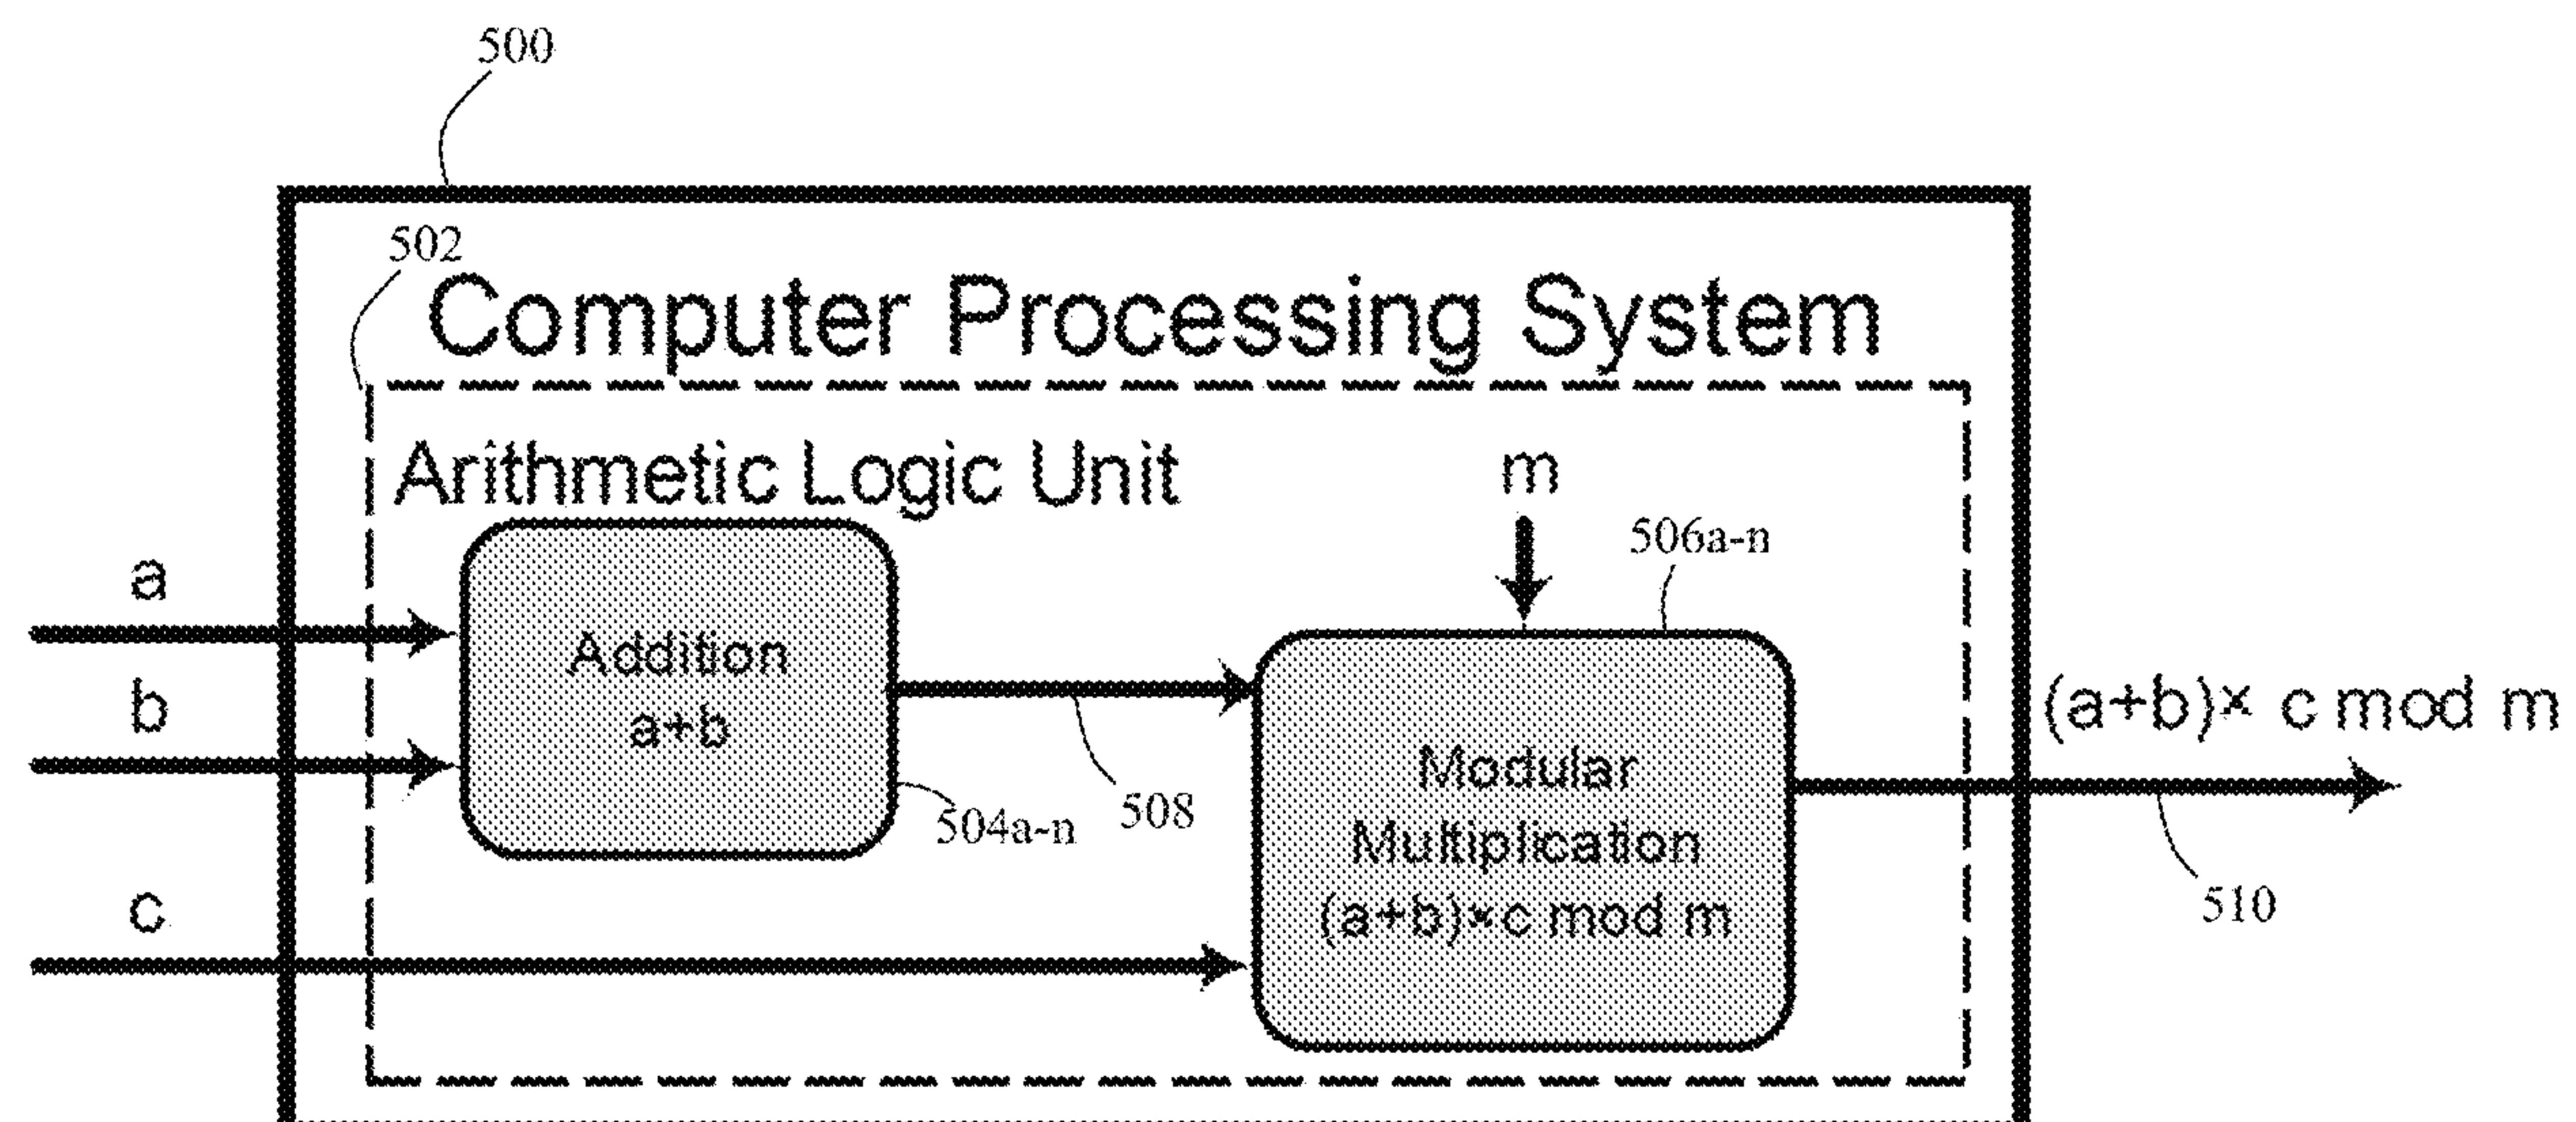 500
502
Computer Processing System
Arithmetic Logic Unit
m
506a-n
a
Addition
a+b
b
(a+b)× c mod m
504a-n
508
Modular
Multiplication
(a+b)×c mod m
c
510